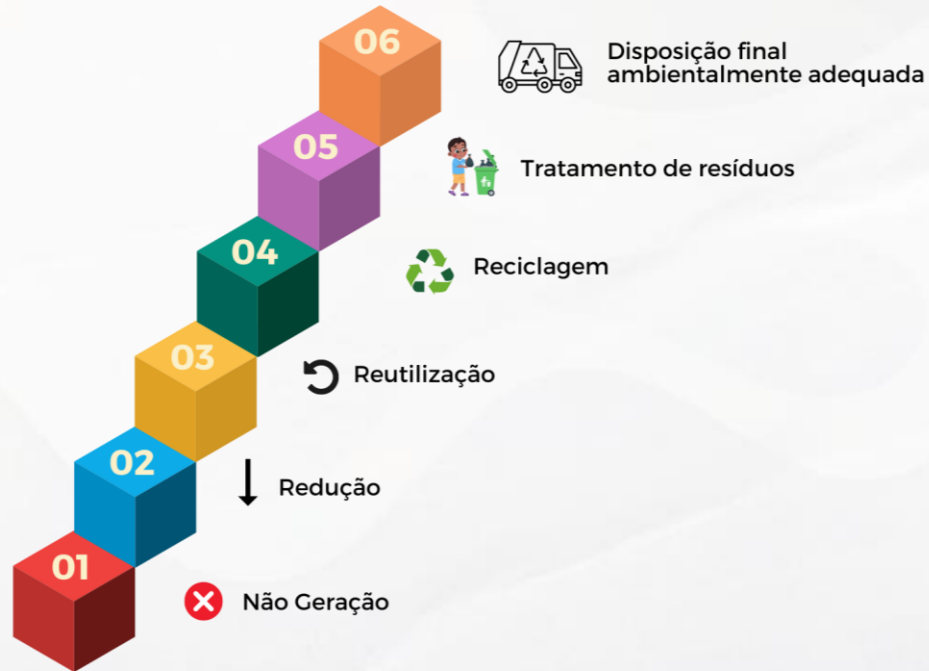 06
Disposição final
ambientalmente adequada
05
Tratamento de resíduos
04
Reciclagem
03
Reutilização
02
Redução
01
Não Geração